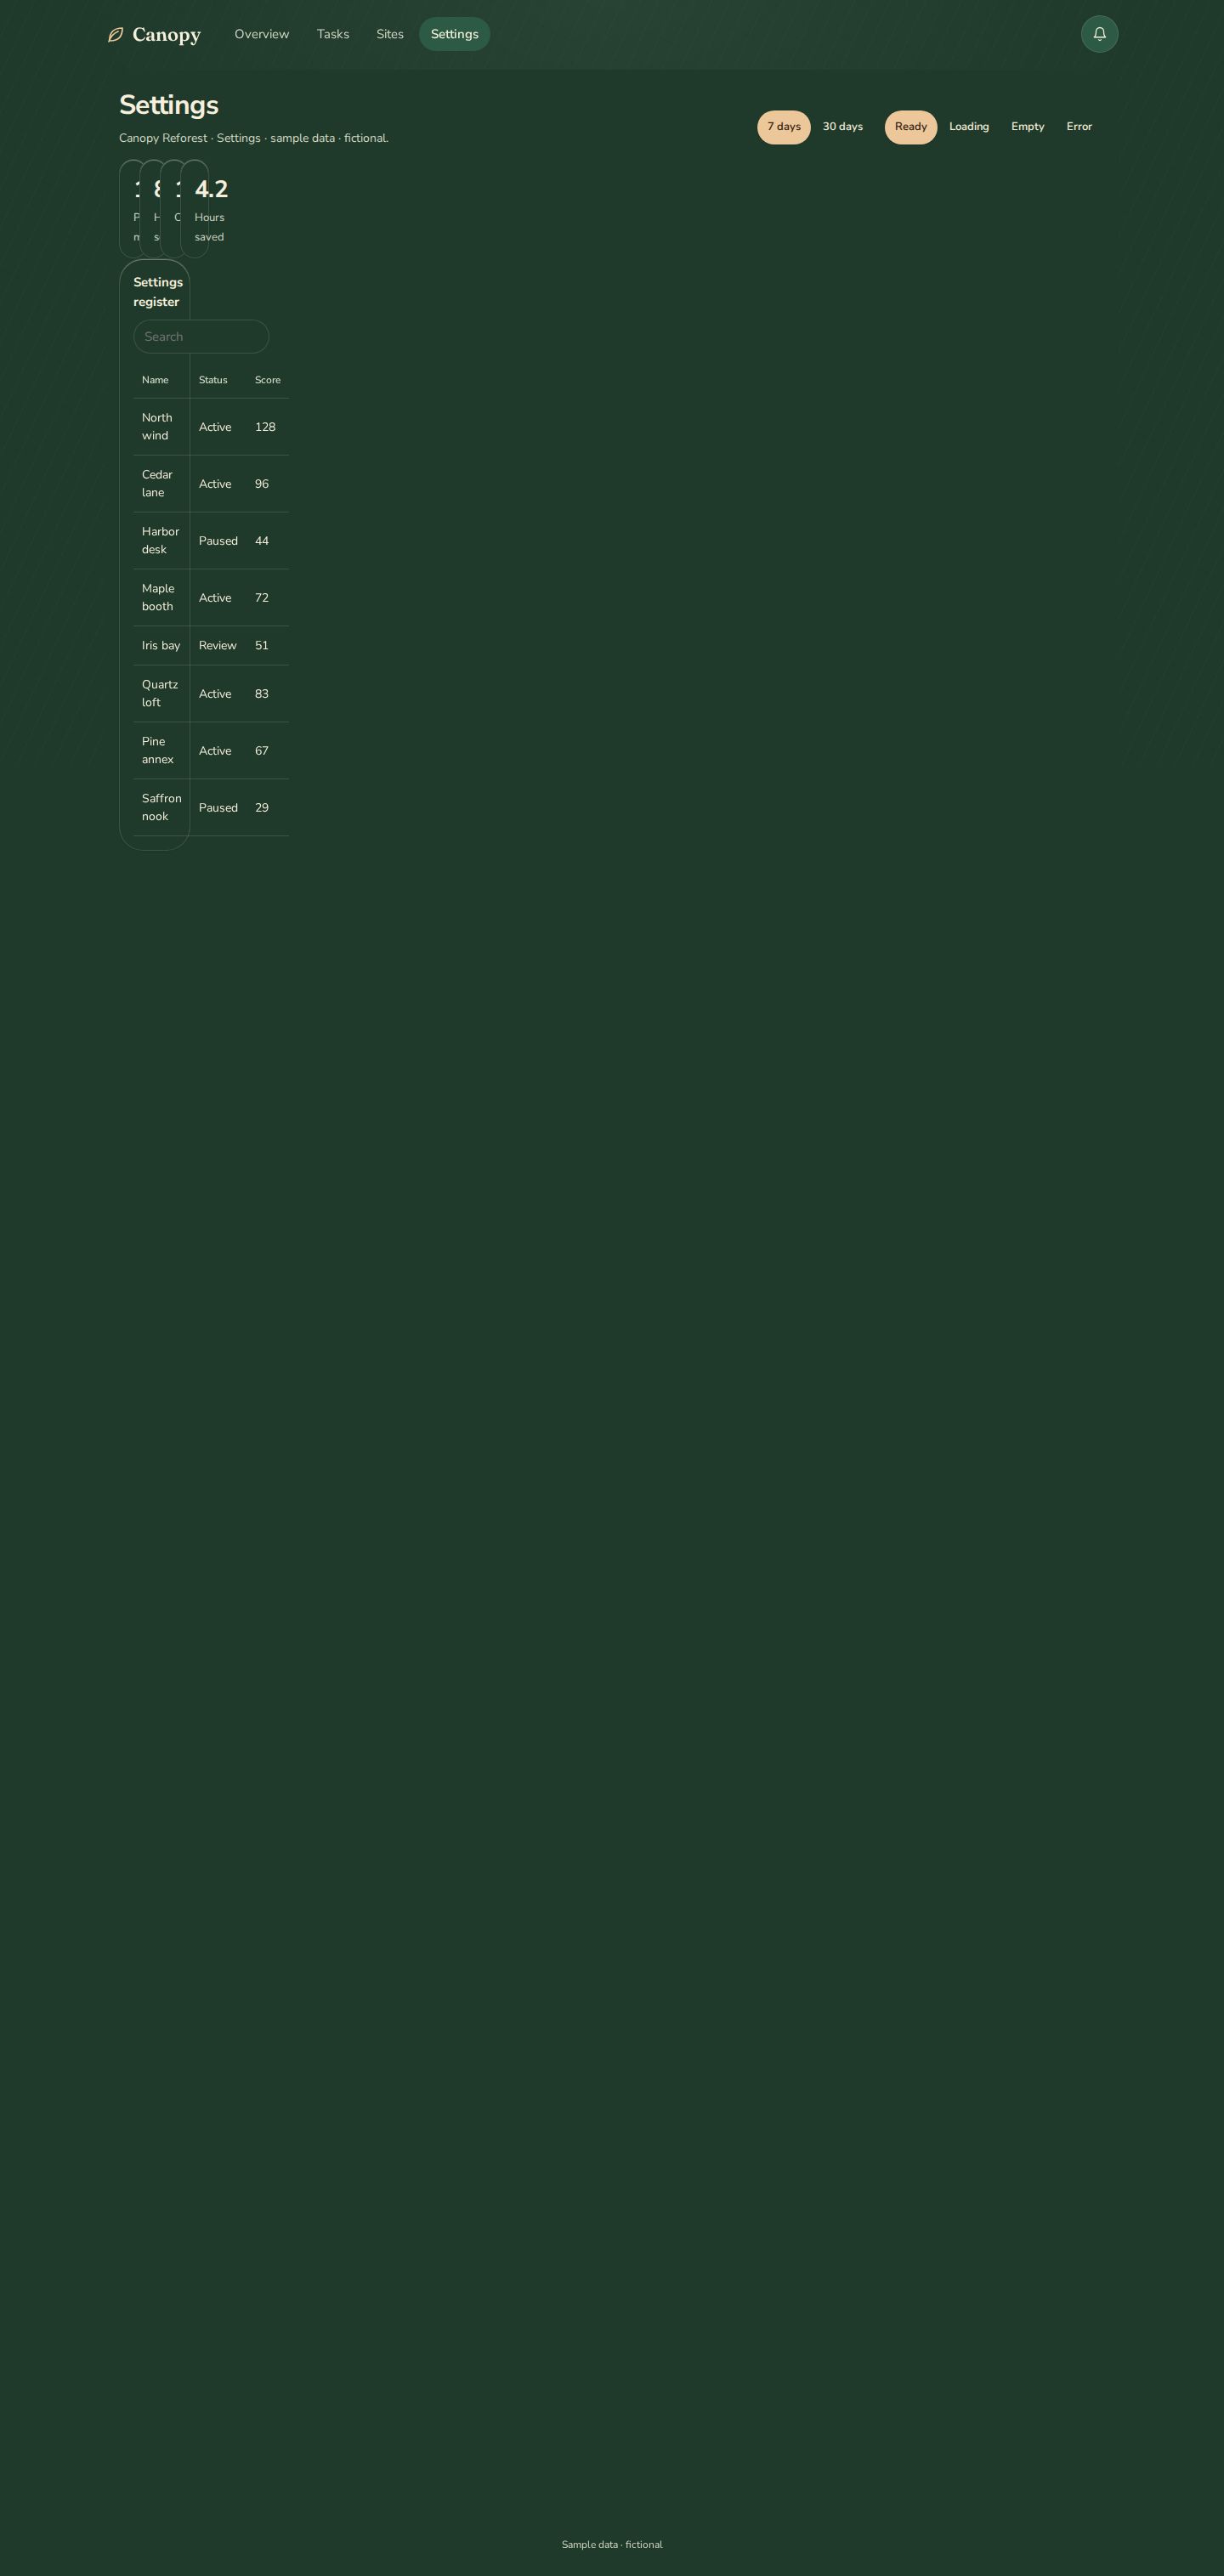 Canopy
Overview
Tasks
Sites
Settings
Settings
Canopy Reforest · Settings · sample data · fictional.
7 days
30 days
Ready
Loading
Empty
Error
4.2
Hours
saved
Settings
register
Search
Name Status Score
North
wind
Active 128
Cedar
lane
Active 96
Harbor
desk
Paused 44
Maple
booth
Active 72
Iris bay Review 51
Quartz
loft
Active 83
Pine
annex
Active 67
Saffron
nook
Paused 29
Sample data · fictional